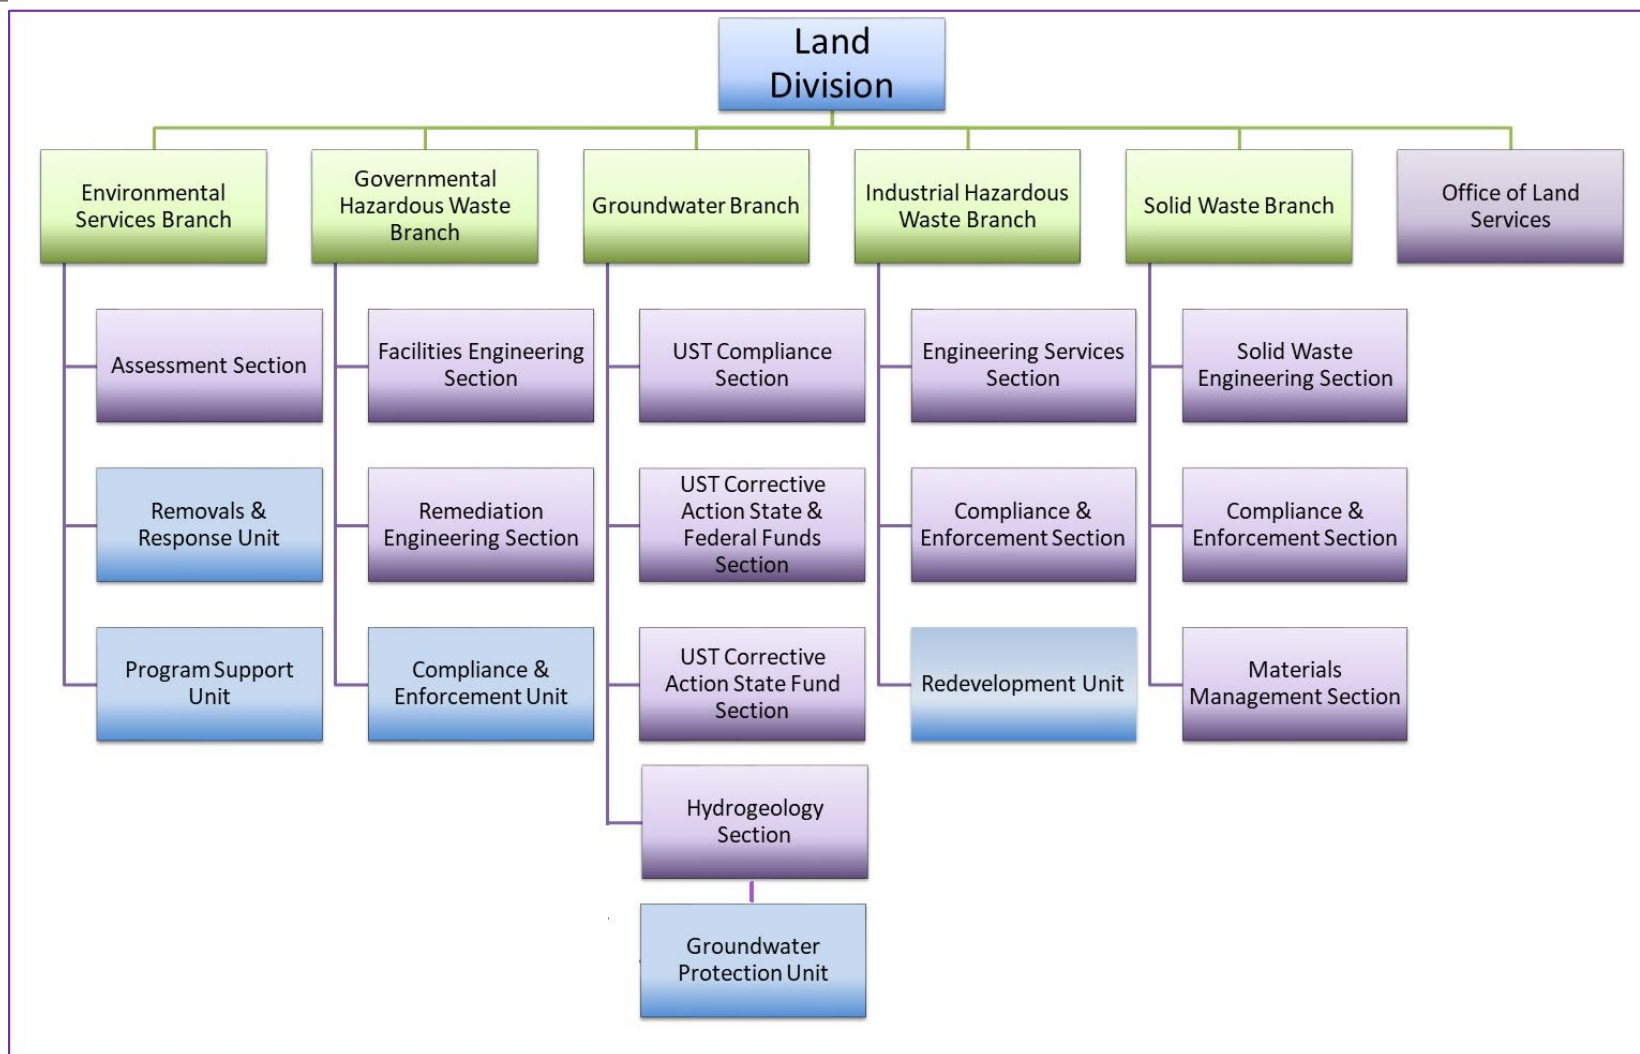 Land
Division
Environmental
Services Branch
Governmental
Hazardous Waste
Branch
Groundwater Branch
Industrial Hazardous
Waste Branch
Solid Waste Branch
Office of Land
Services
Assessment Section
Facilities Engineering
Section
UST Compliance
Section
Engineering Services
Section
Solid Waste
Engineering Section
Removals &
Response Unit
Remediation
Engineering Section
UST Corrective
Action State &
Federal Funds
Section
Compliance &
Enforcement Section
Compliance &
Enforcement Section
Program Support
Unit
Compliance &
Enforcement Unit
UST Corrective
Action State Fund
Section
Redevelopment Unit
Materials
Management Section
Hydrogeology
Section
Groundwater
Protection Unit